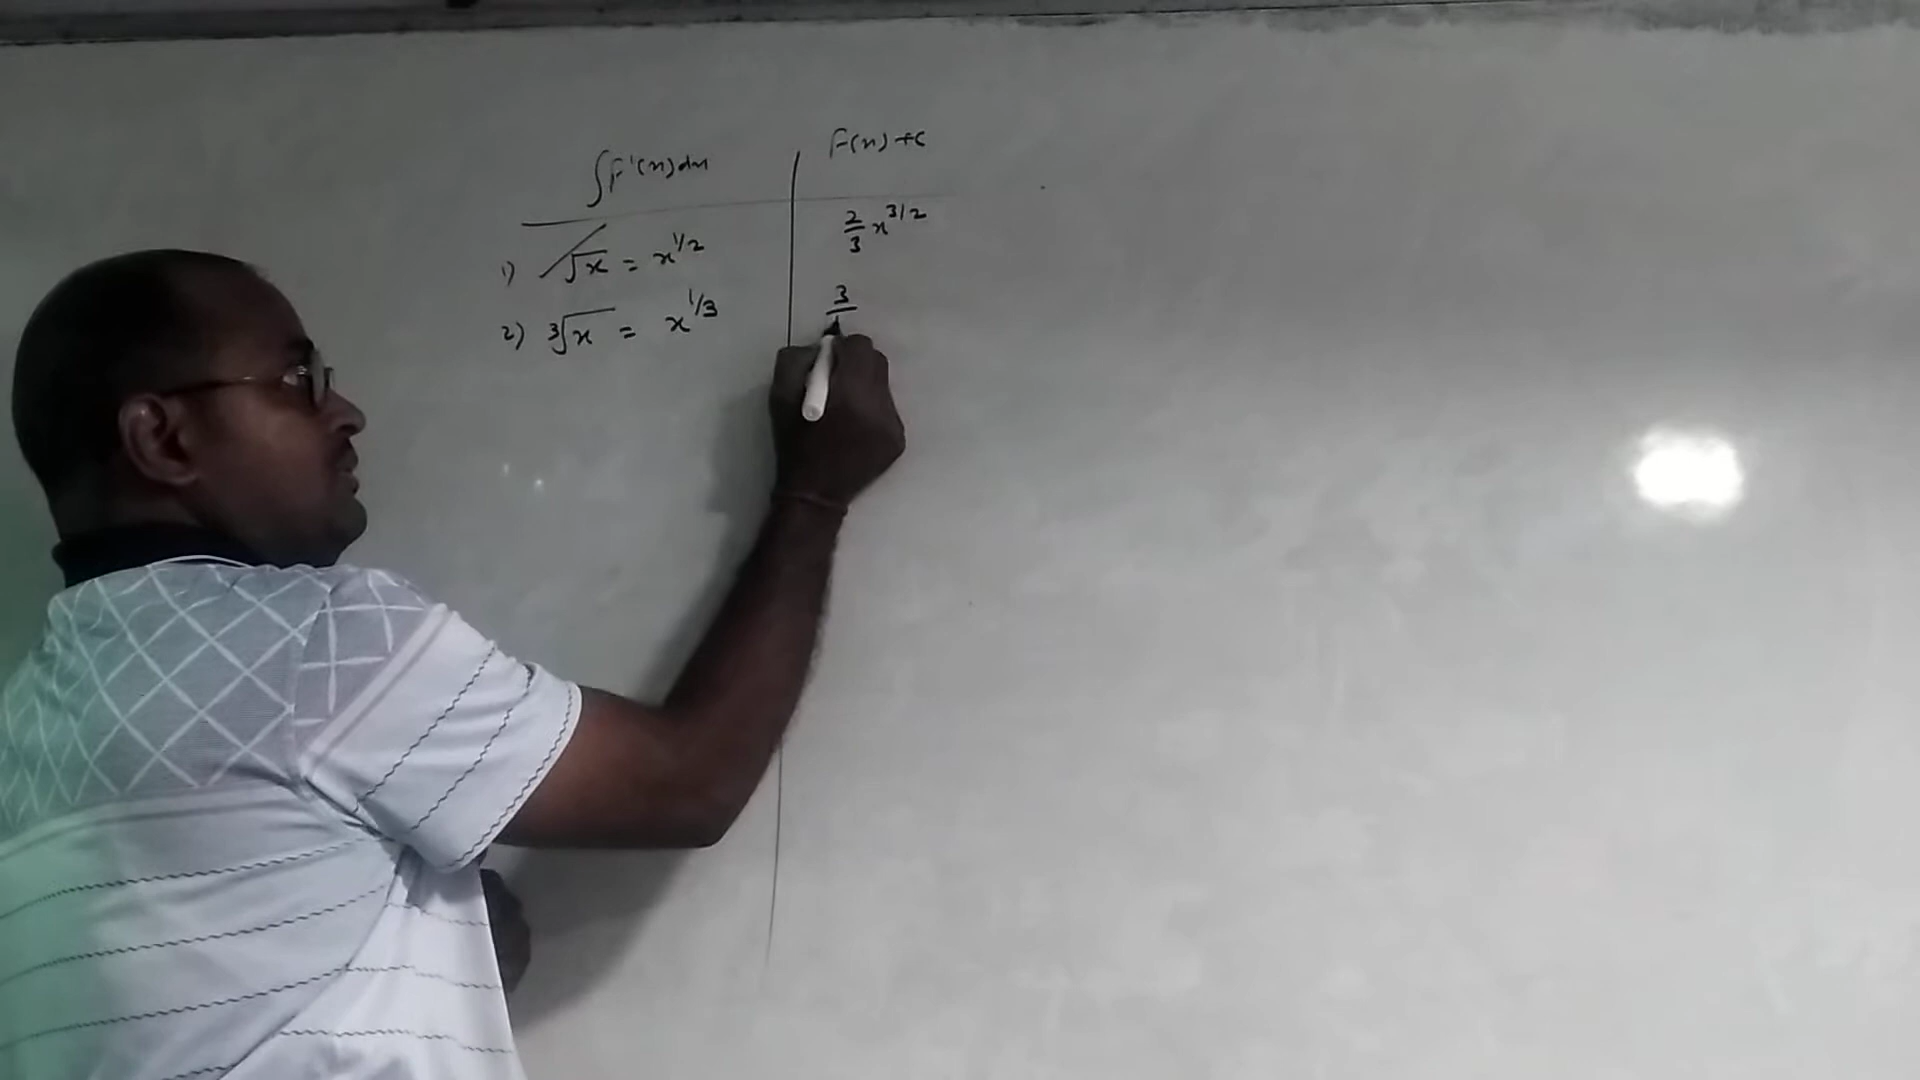 ∫F'(x)dx | F(x)+c
1) √x = x^1/2 | 2/3 x^3/2
2) ∛x = x^1/3 | 3/